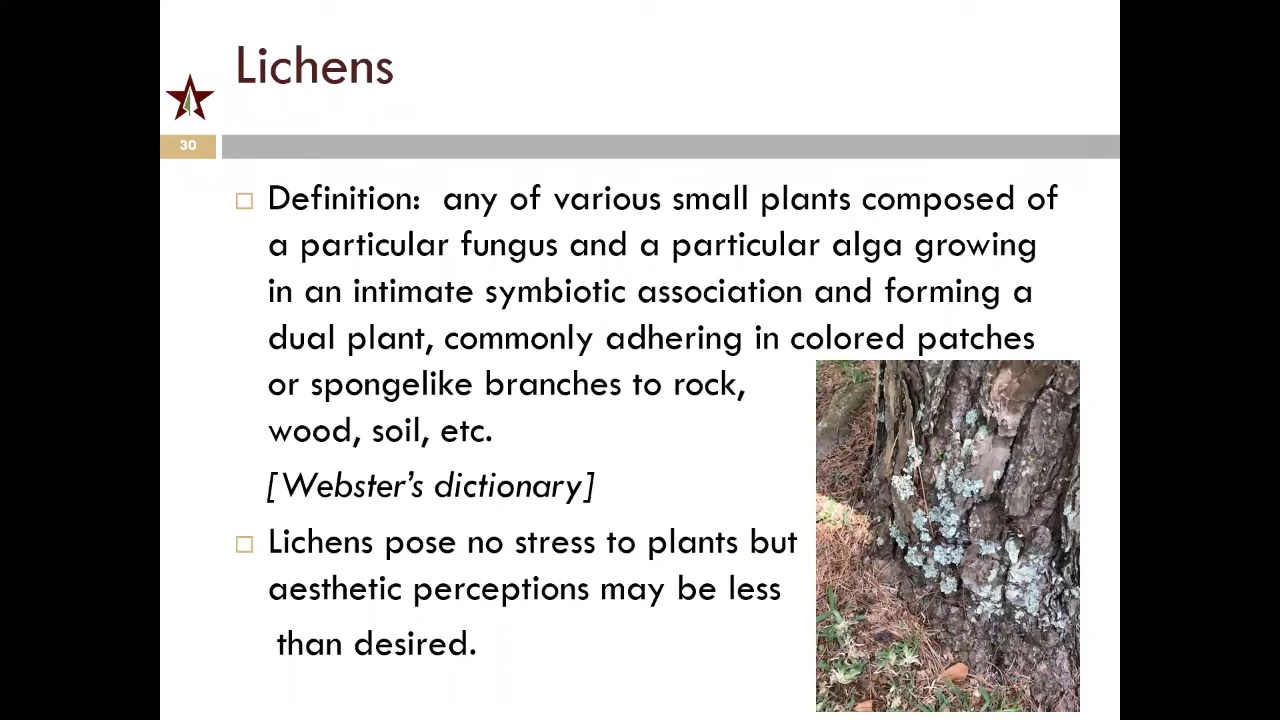 Lichens
30
Definition:  any of various small plants composed of
a particular fungus and a particular alga growing
in an intimate symbiotic association and forming a
dual plant, commonly adhering in colored patches
or spongelike branches to rock,
wood, soil, etc.
[Webster’s dictionary]
Lichens pose no stress to plants but
aesthetic perceptions may be less
than desired.